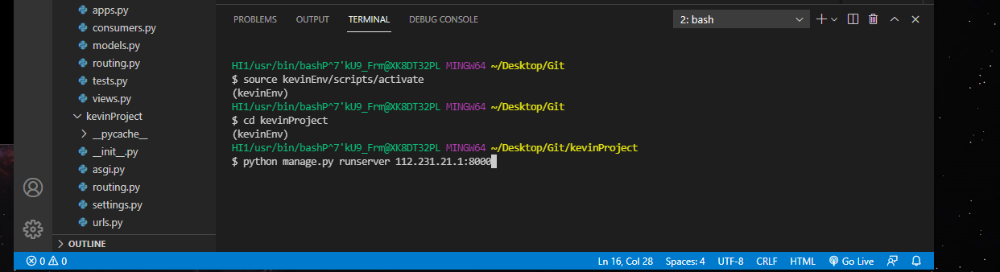 apps.py
consumers.py
models.py
routing.py
tests.py
views.py
kevinProject
__pycache__
__init__.py
asgi.py
routing.py
settings.py
urls.py
OUTLINE
PROBLEMS OUTPUT TERMINAL DEBUG CONSOLE 2: bash
HI1/usr/bin/bashP^7'kU9_Frm@XK8DT32PL MINGW64 ~/Desktop/Git
$ source kevinEnv/scripts/activate
(kevinEnv)
HI1/usr/bin/bashP^7'kU9_Frm@XK8DT32PL MINGW64 ~/Desktop/Git
$ cd kevinProject
(kevinEnv)
HI1/usr/bin/bashP^7'kU9_Frm@XK8DT32PL MINGW64 ~/Desktop/Git/kevinProject
$ python manage.py runserver 112.231.21.1:8000
0 0 Ln 16, Col 28 Spaces: 4 UTF-8 CRLF HTML Go Live